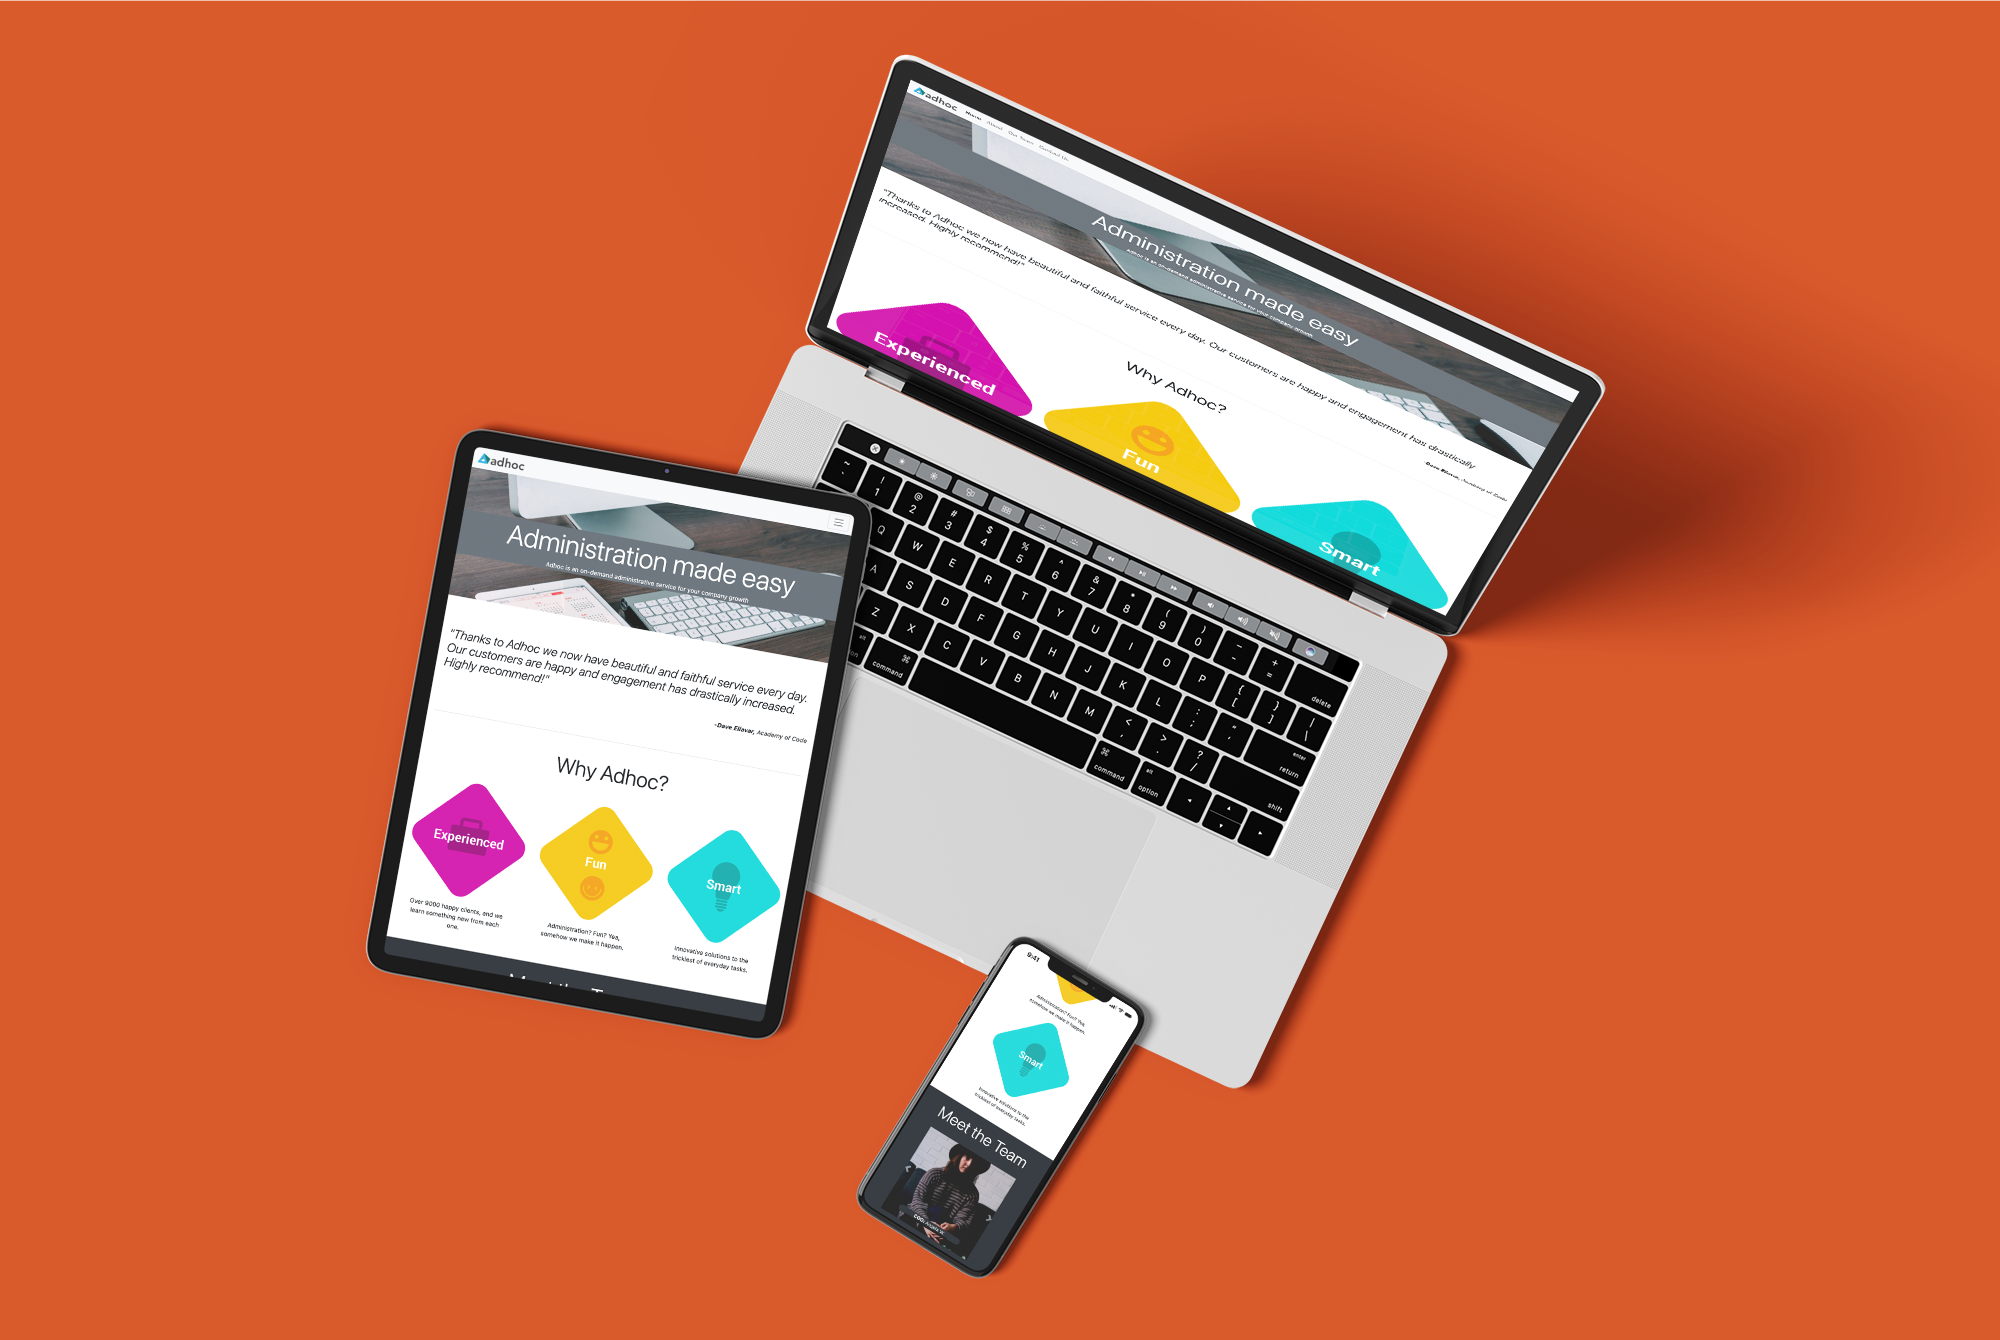 adhoc
Home About Our Team Contact Us
Administration made easy
Adhoc is an on-demand administrative service for your company growth
"Thanks to Adhoc we now have beautiful and faithful service every day. Our customers are happy and engagement has drastically
increased. Highly recommend!"
-Dave Ellavar, Academy of Code
Why Adhoc?
Experienced
Fun
Smart
~
`
!
1
@
2
#
3
$
4
%
5
^
6
&
7
*
8
(
9
)
0
_
-
+
=
delete
Q
W
E
R
T
Y
U
I
O
P
{
[
}
]
|
\
A
S
D
F
G
H
J
K
L
:
;
"
'
enter
return
Z
X
C
V
B
N
M
<
,
>
.
?
/
shift
alt
⌘
command
⌘
command
alt
option
adhoc
Administration made easy
Adhoc is an on-demand administrative service for your company growth
"Thanks to Adhoc we now have beautiful and faithful service every day.
Our customers are happy and engagement has drastically increased.
Highly recommend!"
-Dave Ellavar, Academy of Code
Why Adhoc?
Experienced
Fun
Smart
Over 9000 happy clients, and we
learn something new from each
one.
Administration? Fun? Yes,
somehow we make it happen.
Innovative solutions to the
trickiest of everyday tasks.
9:41
Administration? Fun? Yes,
somehow we make it happen.
Smart
Innovative solutions to the
trickiest of everyday tasks.
Meet the Team